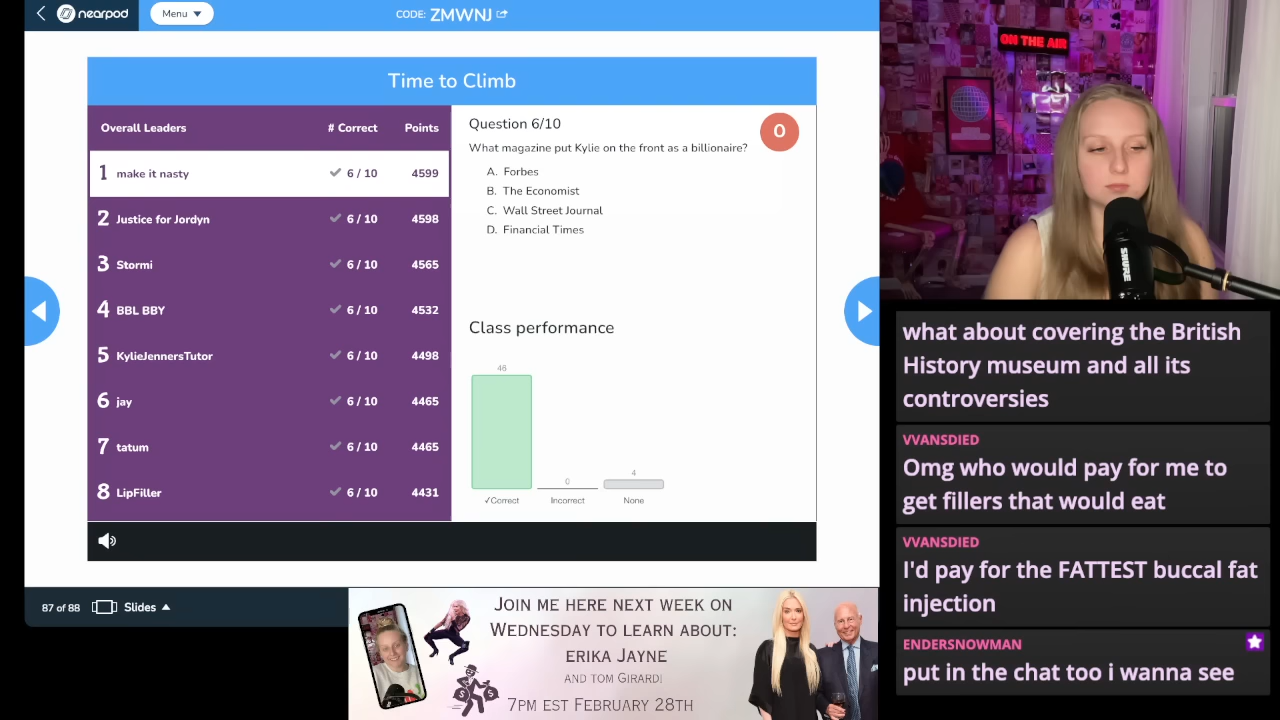 nearpod
Menu
CODE: ZMWNJ
ON THE AIR
Time to Climb
Overall Leaders # Correct Points
1 make it nasty 6 / 10 4599
2 Justice for Jordyn 6 / 10 4598
3 Stormi 6 / 10 4565
4 BBL BBY 6 / 10 4532
5 KylieJennersTutor 6 / 10 4498
6 jay 6 / 10 4465
7 tatum 6 / 10 4465
8 LipFiller 6 / 10 4431
Question 6/10
0
What magazine put Kylie on the front as a billionaire?
A. Forbes
B. The Economist
C. Wall Street Journal
D. Financial Times
Class performance
46
0
4
✓Correct Incorrect None
87 of 88 Slides
JOIN ME HERE NEXT WEEK ON
WEDNESDAY TO LEARN ABOUT:
ERIKA JAYNE
AND TOM GIRARDI
7PM EST FEBRUARY 28TH
SHURE
what about covering the British
History museum and all its
controversies
VVANSDIED
Omg who would pay for me to
get fillers that would eat
VVANSDIED
I'd pay for the FATTEST buccal fat
injection
ENDERSNOWMAN
put in the chat too i wanna see